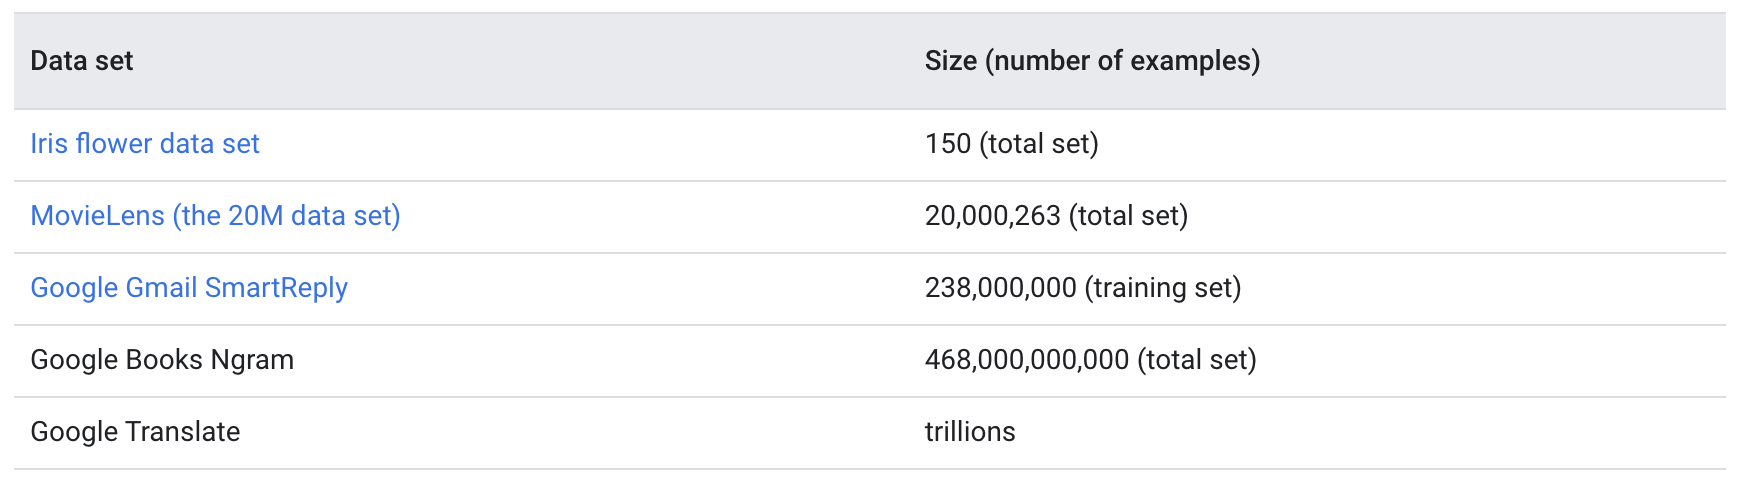 Data set Size (number of examples)
Iris flower data set 150 (total set)
MovieLens (the 20M data set) 20,000,263 (total set)
Google Gmail SmartReply 238,000,000 (training set)
Google Books Ngram 468,000,000,000 (total set)
Google Translate trillions